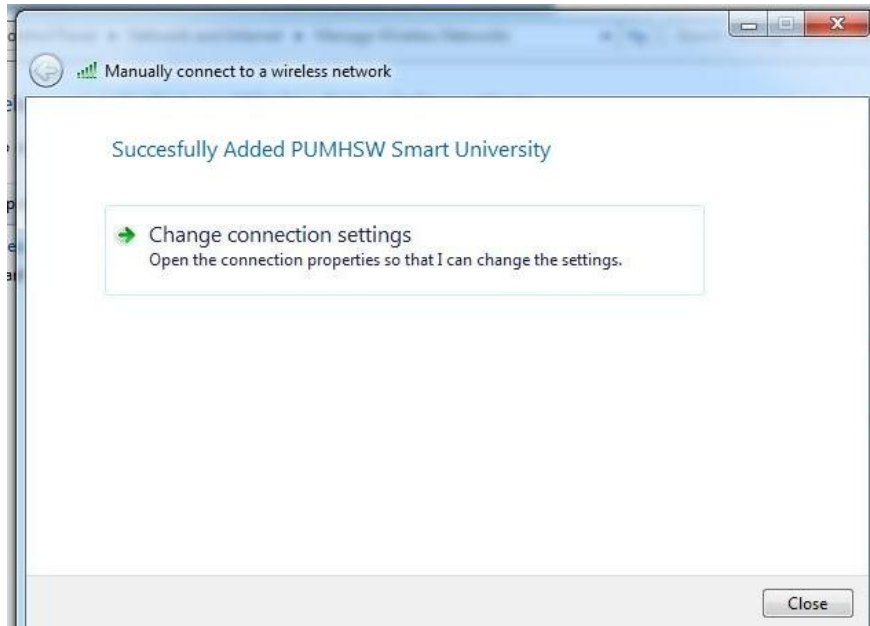 Manually connect to a wireless network
Succesfully Added PUMHSW Smart University
Change connection settings
Open the connection properties so that I can change the settings.
Close